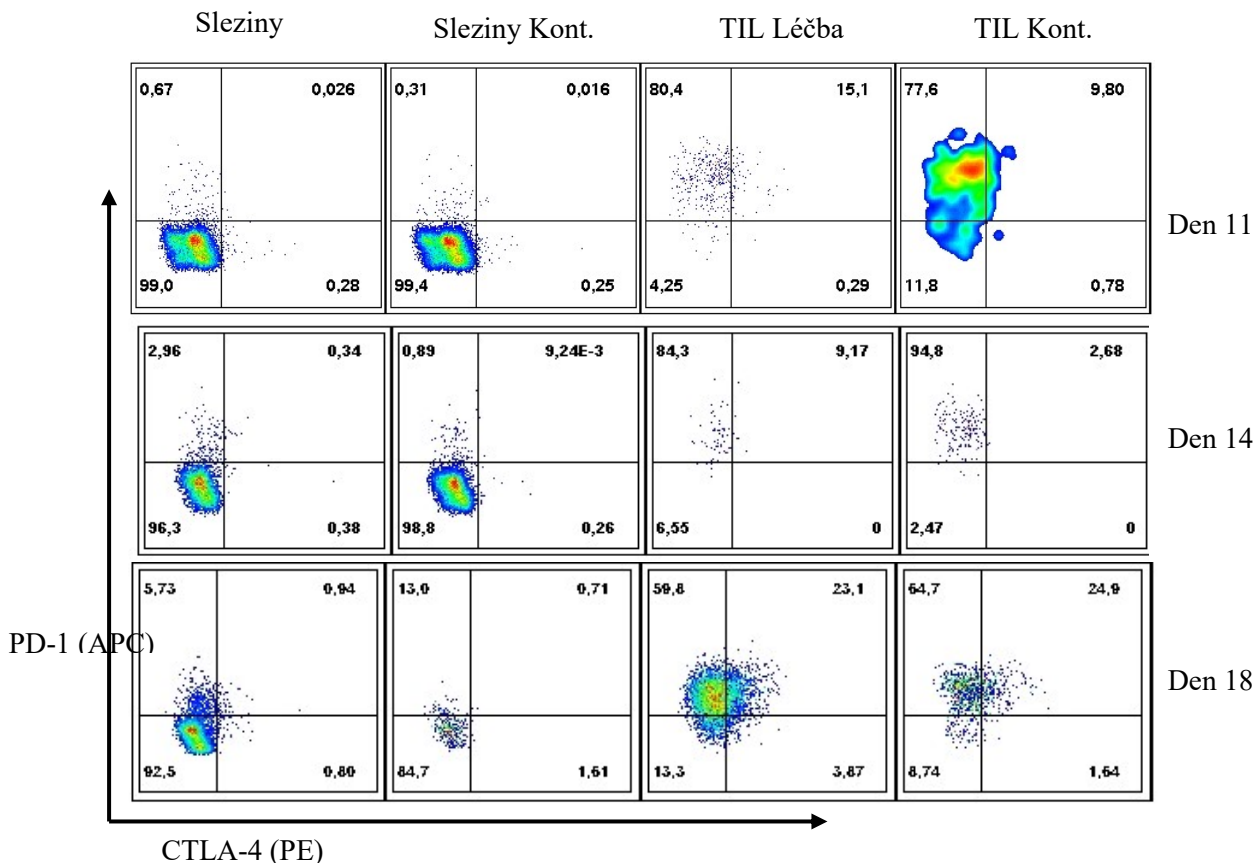 Sleziny Sleziny Kont. TIL Léčba TIL Kont.
0,67 0,026 0,31 0,016 80,4 15,1 77,6 9,80
Den 11
99,0 0,28 99,4 0,25 4,25 0,29 11,8 0,78
2,96 0,34 0,89 9,24E-3 84,3 9,17 94,8 2,68
Den 14
96,3 0,38 98,8 0,26 6,55 0 2,47 0
5,73 0,94 13,0 0,71 59,8 23,1 64,7 24,9
PD-1 (APC)
Den 18
92,5 0,80 84,7 1,61 13,3 3,87 8,74 1,64
CTLA-4 (PE)